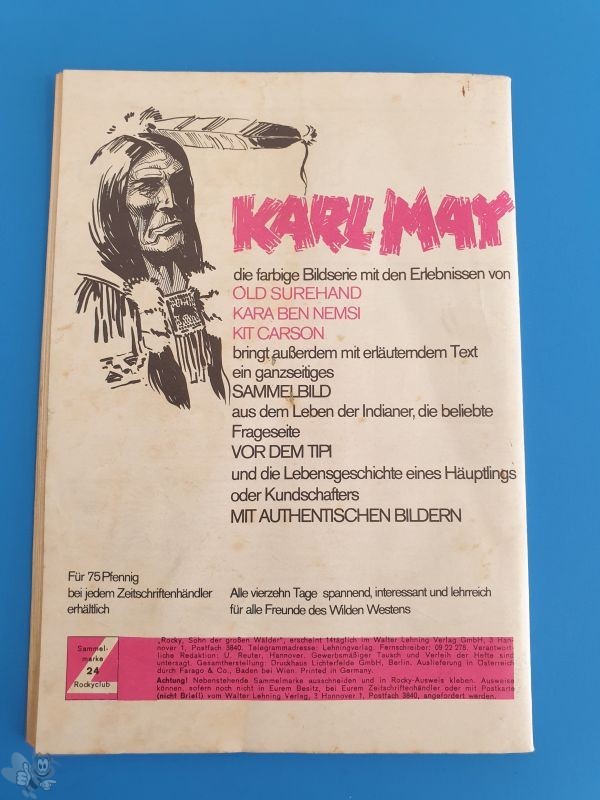 KARL MAY
die farbige Bildserie mit den Erlebnissen von
OLD SUREHAND
KARA BEN NEMSI
KIT CARSON
bringt außerdem mit erläuterndem Text
ein ganzseitiges
SAMMELBILD
aus dem Leben der Indianer, die beliebte
Frageseite
VOR DEM TIPI
und die Lebensgeschichte eines Häuptlings
oder Kundschafters
MIT AUTHENTISCHEN BILDERN
Für 75 Pfennig
bei jedem Zeitschriftenhändler
erhältlich
Alle vierzehn Tage spannend, interessant und lehrreich
für alle Freunde des Wilden Westens
Sammel-
marke
24
Rockyclub
„Rocky, Sohn der großen Wälder", erscheint 14täglich im Walter Lehning Verlag GmbH, 3 Han-
nover 1, Postfach 3840. Telegrammadresse: Lehningverlag. Fernschreiber: 09 22 278. Verantwort-
liche Redaktion: U. Reuter, Hannover. Gewerbsmäßiger Tausch und Verleih der Hefte sind
untersagt. Gesamtherstellung: Druckhaus Lichterfelde GmbH, Berlin. Auslieferung in Österreich
durch Farago & Co., Baden bei Wien. Printed in Germany.
Achtung! Nebenstehende Sammelmarke ausschneiden und in Rocky-Ausweis kleben. Ausweise
können, sofern noch nicht in Eurem Besitz, bei Eurem Zeitschriftenhändler oder mit Postkarte
(nicht Brief!) vom Walter Lehning Verlag, 3 Hannover 1, Postfach 3840, angefordert werden.